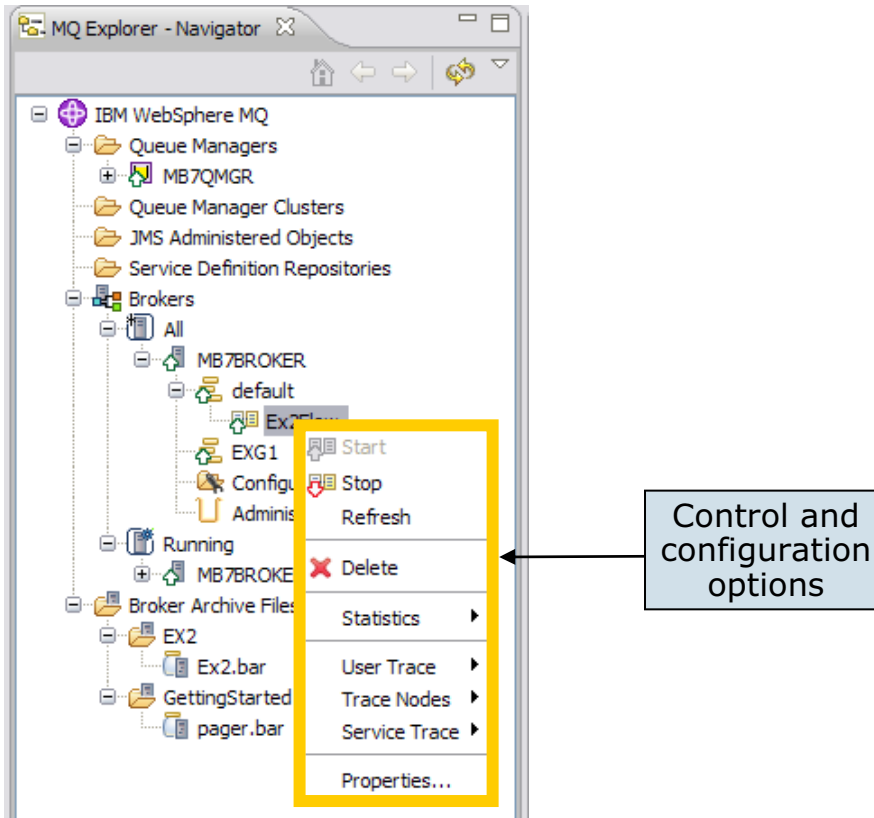 MQ Explorer - Navigator
IBM WebSphere MQ
Queue Managers
MB7QMGR
Queue Manager Clusters
JMS Administered Objects
Service Definition Repositories
Brokers
All
MB7BROKER
default
EXG1
Running
Broker Archive Files
EX2
Ex2.bar
GettingStarted
pager.bar
Start
Stop
Refresh
Delete
Statistics
User Trace
Trace Nodes
Service Trace
Properties...
Control and
configuration
options